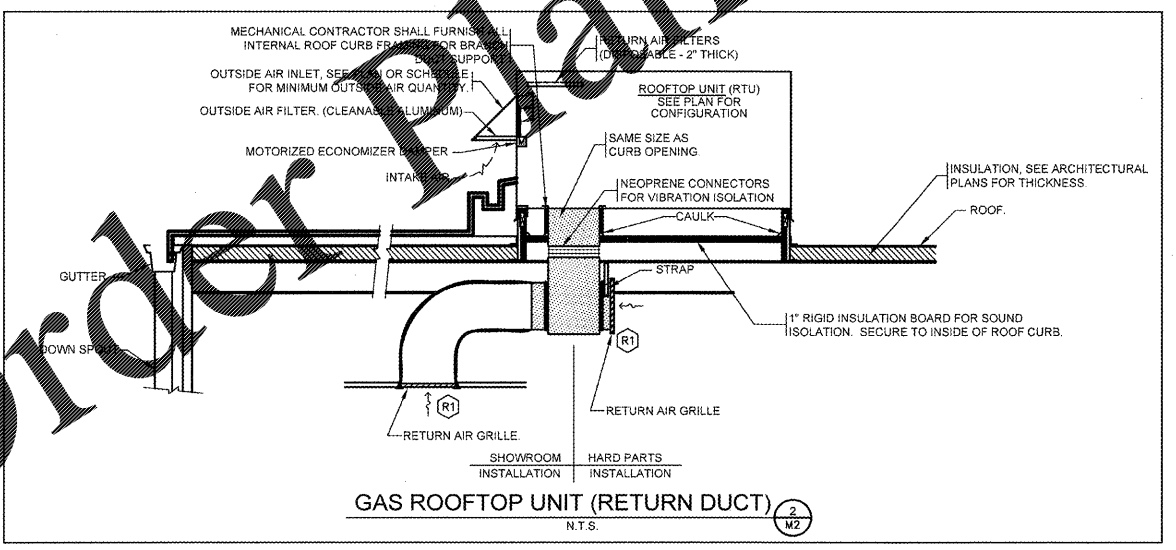 MECHANICAL CONTRACTOR SHALL FURNISH ALL
INTERNAL ROOF CURB FRAMING FOR BRANCH
DUCT SUPPORT
OUTSIDE AIR INLET, SEE PLAN OR SCHEDULE
FOR MINIMUM OUTSIDE AIR QUANTITY.
OUTSIDE AIR FILTER. (CLEANABLE ALUMINUM)
MOTORIZED ECONOMIZER DAMPER
INTAKE AIR
RETURN AIR FILTERS
(DISPOSABLE - 2" THICK)
ROOFTOP UNIT (RTU)
SEE PLAN FOR
CONFIGURATION
SAME SIZE AS
CURB OPENING.
NEOPRENE CONNECTORS
FOR VIBRATION ISOLATION
CAULK
INSULATION, SEE ARCHITECTURAL
PLANS FOR THICKNESS.
ROOF.
GUTTER
STRAP
1" RIGID INSULATION BOARD FOR SOUND
ISOLATION. SECURE TO INSIDE OF ROOF CURB.
DOWN SPOUT
R1
R1
RETURN AIR GRILLE
RETURN AIR GRILLE.
SHOWROOM
INSTALLATION
HARD PARTS
INSTALLATION
GAS ROOFTOP UNIT (RETURN DUCT)
N.T.S.
2
M2
order Plan